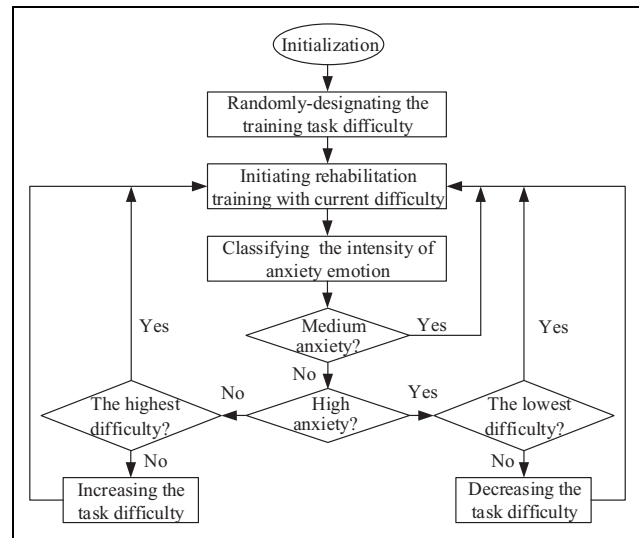 Initialization
Randomly-designating the
training task difficulty
Initiating rehabilitation
training with current difficulty
Classifying the intensity of
anxiety emotion
Medium
anxiety?
Yes
Yes
Yes
No
No
Yes
The highest
difficulty?
High
anxiety?
The lowest
difficulty?
No
No
Increasing the
task difficulty
Decreasing the
task difficulty